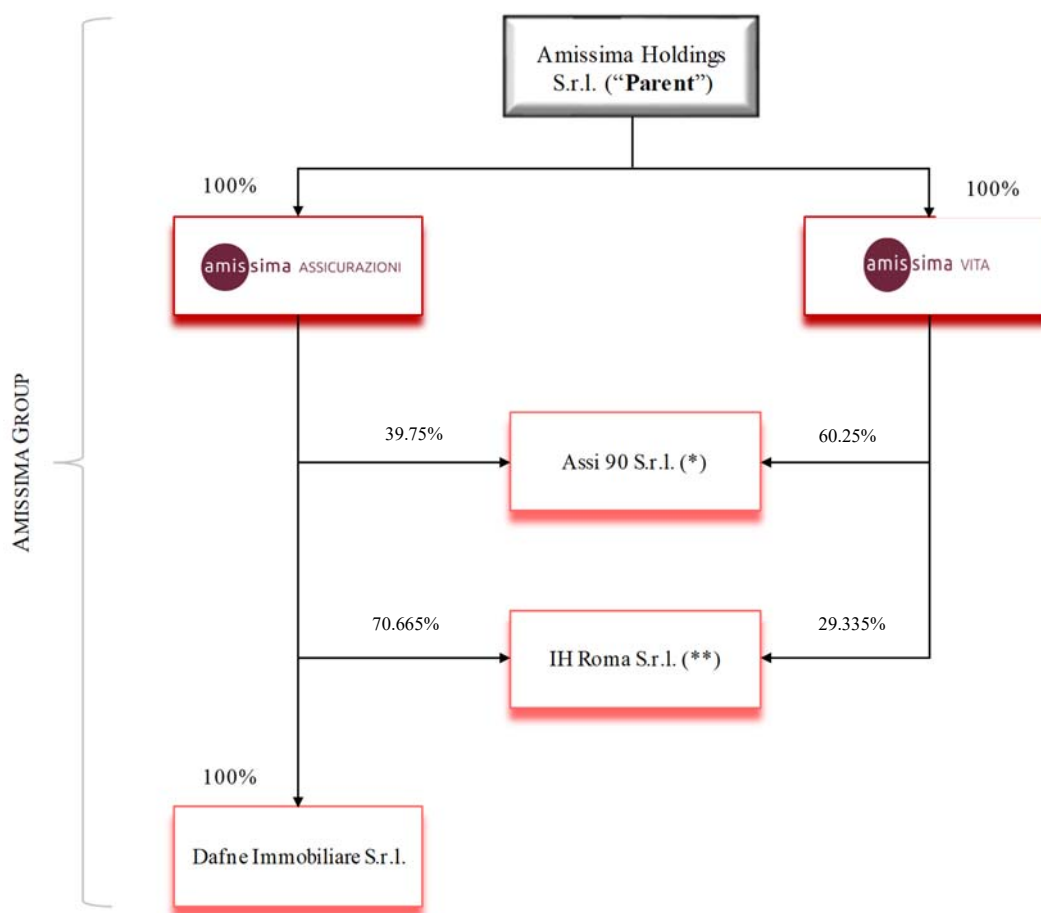 Amissima Holdings
S.r.l. (“Parent”)
100%
100%
amissima ASSICURAZIONI
amissima VITA
AMISSIMA GROUP
39.75%
60.25%
Assi 90 S.r.l. (*)
70.665%
29.335%
IH Roma S.r.l. (**)
100%
Dafne Immobiliare S.r.l.